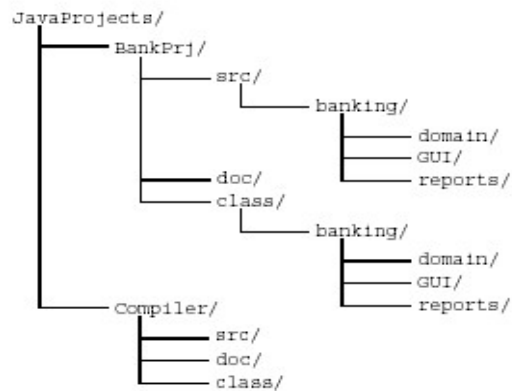 JavaProjects/
BankPrj/
src/
banking/
domain/
GUI/
reports/
doc/
class/
banking/
domain/
GUI/
reports/
Compiler/
src/
doc/
class/